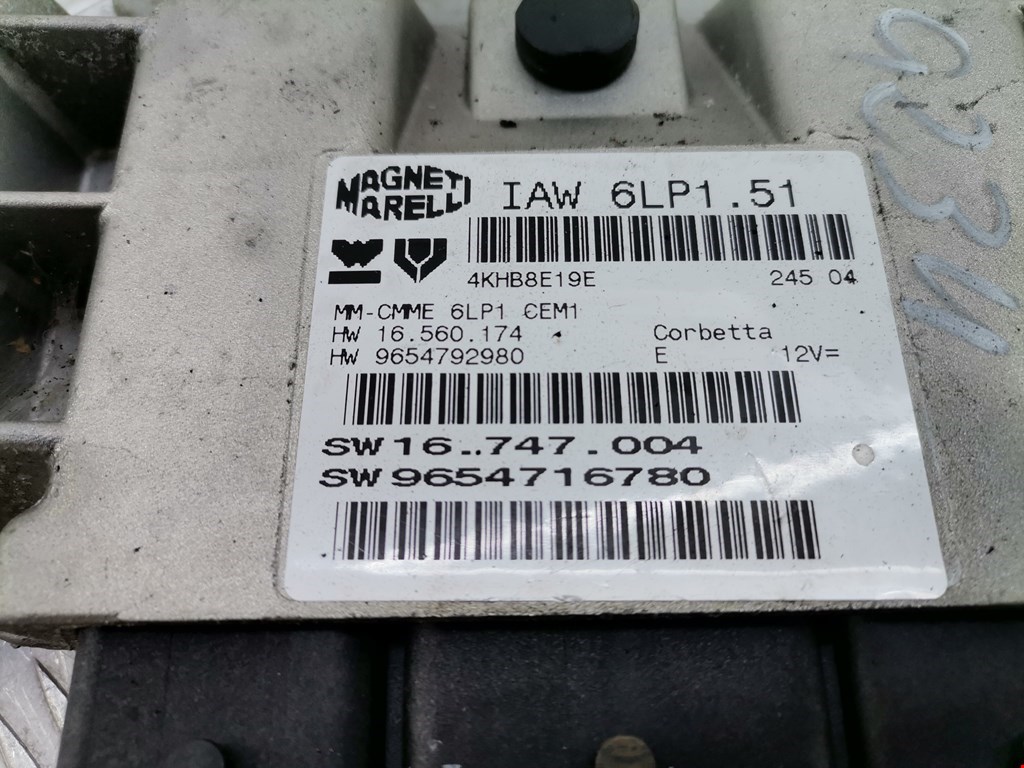 MAGNETI
MARELLI
IAW 6LP1.51
4KHB8E19E 245 04
MM-CMME 6LP1 CEM1
HW 16.560.174 Corbetta
HW 9654792980 E 12V=
SW 16..747.004
SW 9654716780